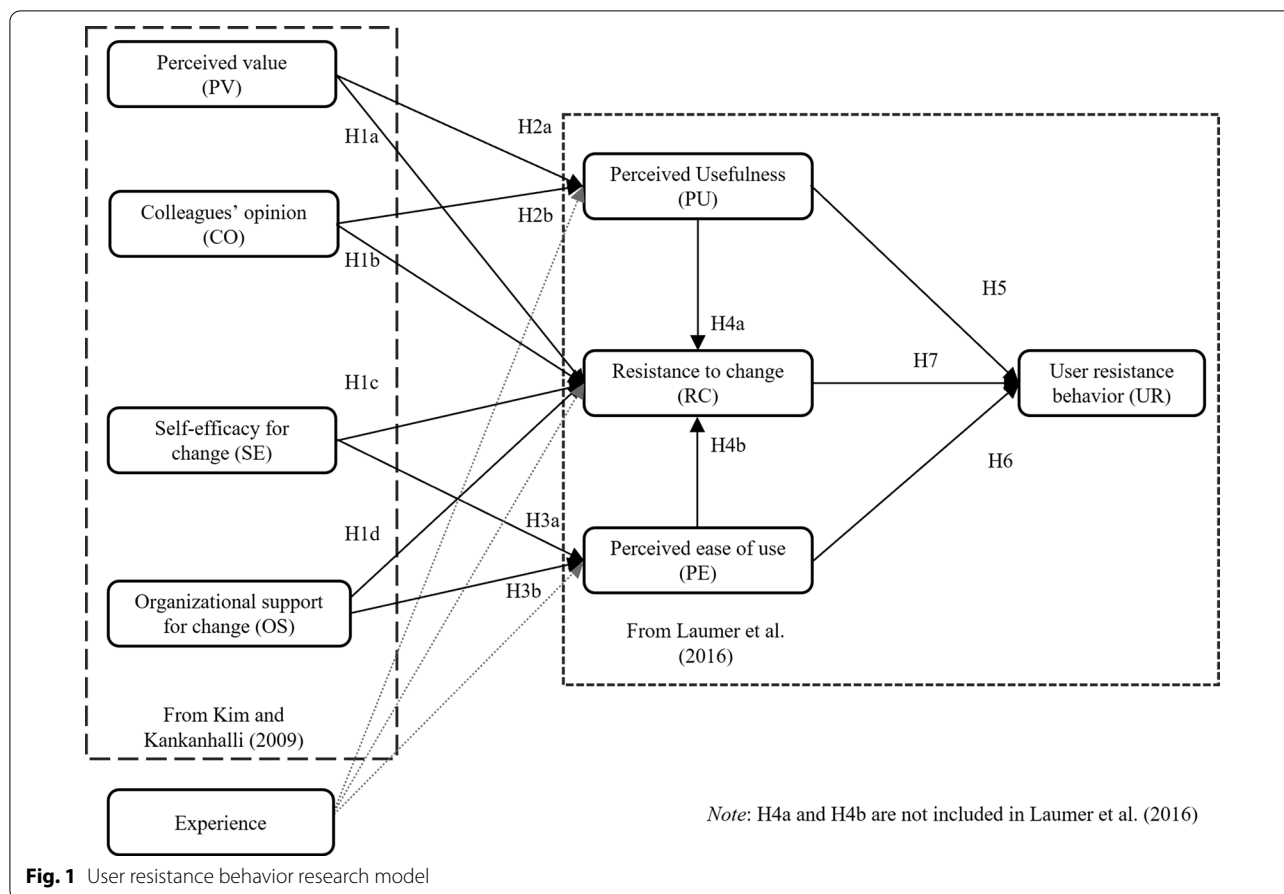 Perceived value
(PV)
H1a
H2a
Colleagues’ opinion
(CO)
H2b
H1b
Perceived Usefulness
(PU)
H5
H4a
Self-efficacy for
change (SE)
H1c
Resistance to change
(RC)
H7
User resistance
behavior (UR)
H4b
H6
H3a
H1d
Organizational support
for change (OS)
H3b
Perceived ease of use
(PE)
From Laumer et al.
(2016)
From Kim and
Kankanhalli (2009)
Experience
Note: H4a and H4b are not included in Laumer et al. (2016)
Fig. 1 User resistance behavior research model